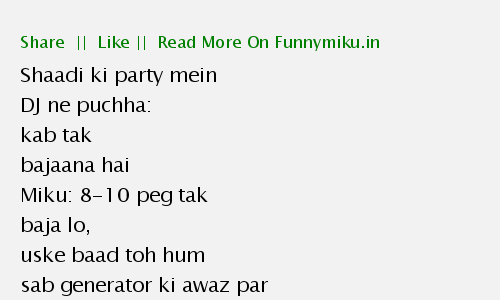 Share || Like || Read More On Funnymiku.in
Shaadi ki party mein
DJ ne puchha:
kab tak
bajaana hai
Miku: 8-10 peg tak
baja lo,
uske baad toh hum
sab generator ki awaz par